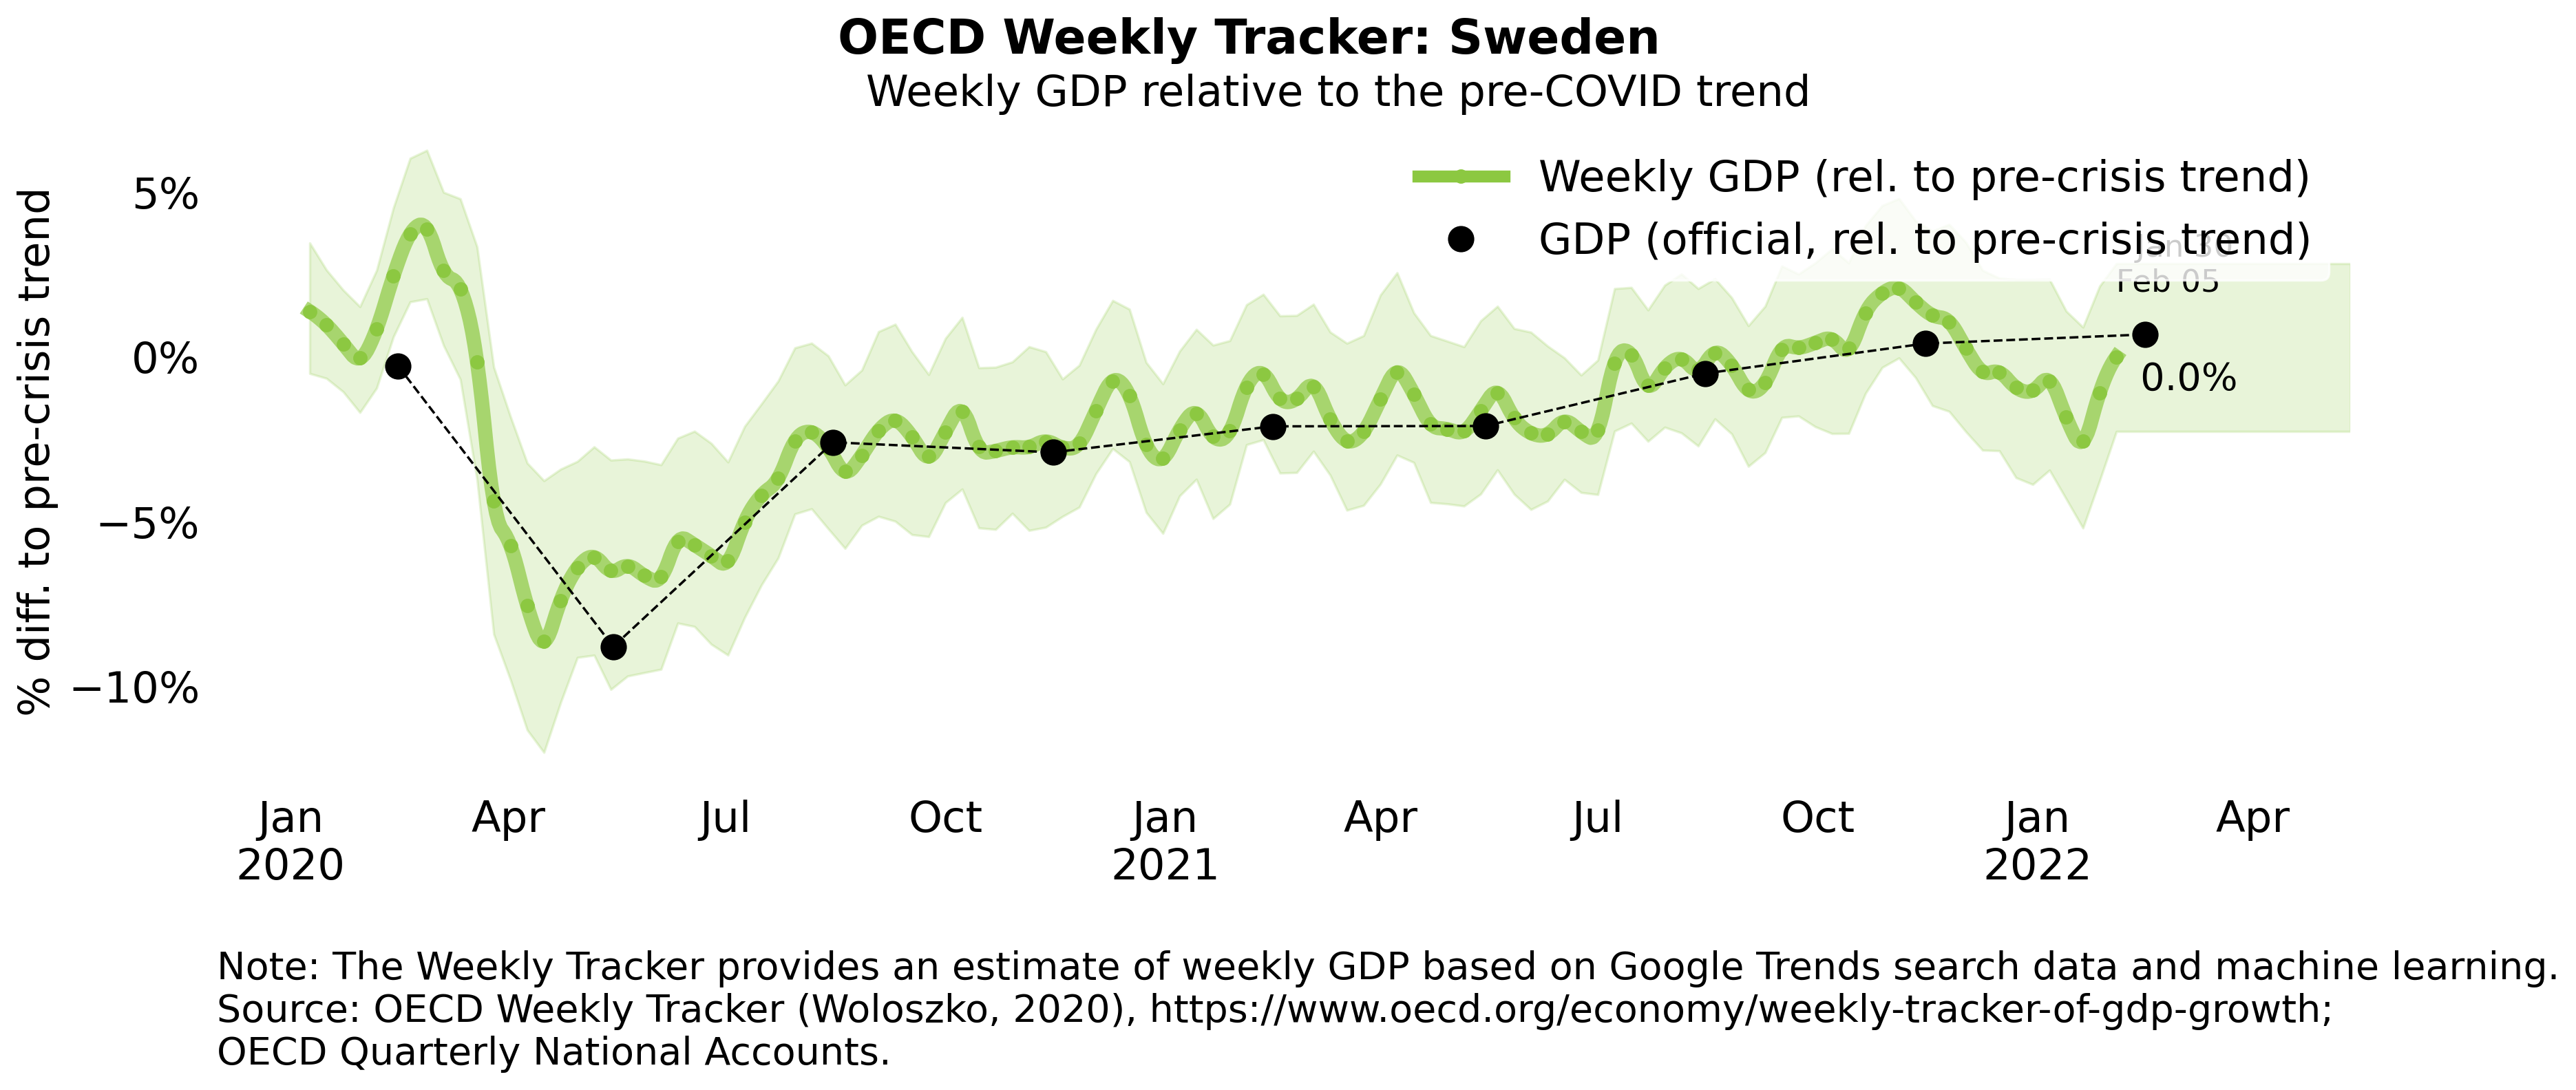 OECD Weekly Tracker: Sweden
Weekly GDP relative to the pre-COVID trend
% diff. to pre-crisis trend
5%
0%
−5%
−10%
Weekly GDP (rel. to pre-crisis trend)
GDP (official, rel. to pre-crisis trend)
Jan 30
Feb 05
0.0%
Jan Apr Jul Oct Jan Apr Jul Oct Jan Apr
2020 2021 2022
Note: The Weekly Tracker provides an estimate of weekly GDP based on Google Trends search data and machine learning.
Source: OECD Weekly Tracker (Woloszko, 2020), https://www.oecd.org/economy/weekly-tracker-of-gdp-growth;
OECD Quarterly National Accounts.